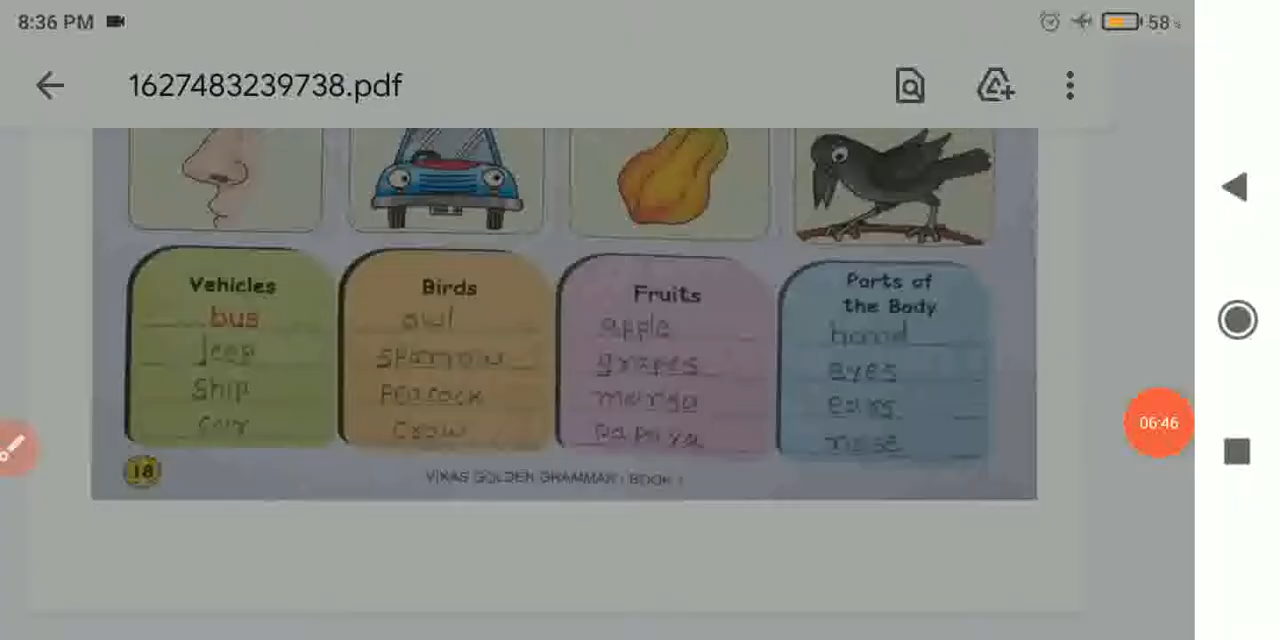 8:36 PM
58%
1627483239738.pdf
Vehicles
bus
jeep
ship
car
Birds
owl
sparrow
peacock
crow
Fruits
apple
grapes
mango
papaya
Parts of
the Body
hand
eyes
ears
nose
06:46
18
VIKAS GOLDEN GRAMMAR : BOOK